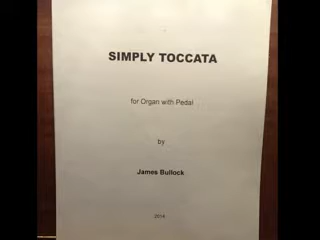 SIMPLY TOCCATA
for Organ with Pedal
by
James Bullock
2014